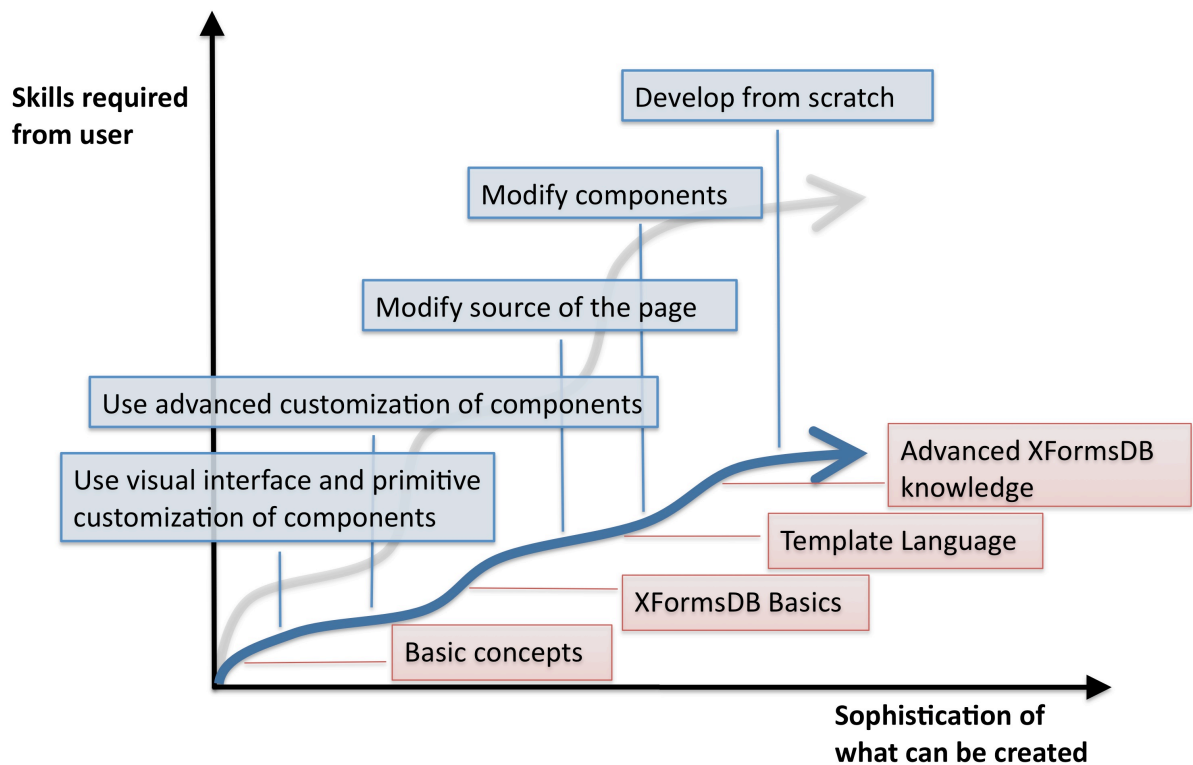 Skills required
from user
Develop from scratch
Modify components
Modify source of the page
Use advanced customization of components
Use visual interface and primitive
customization of components
Advanced XFormsDB
knowledge
Template Language
XFormsDB Basics
Basic concepts
Sophistication of
what can be created